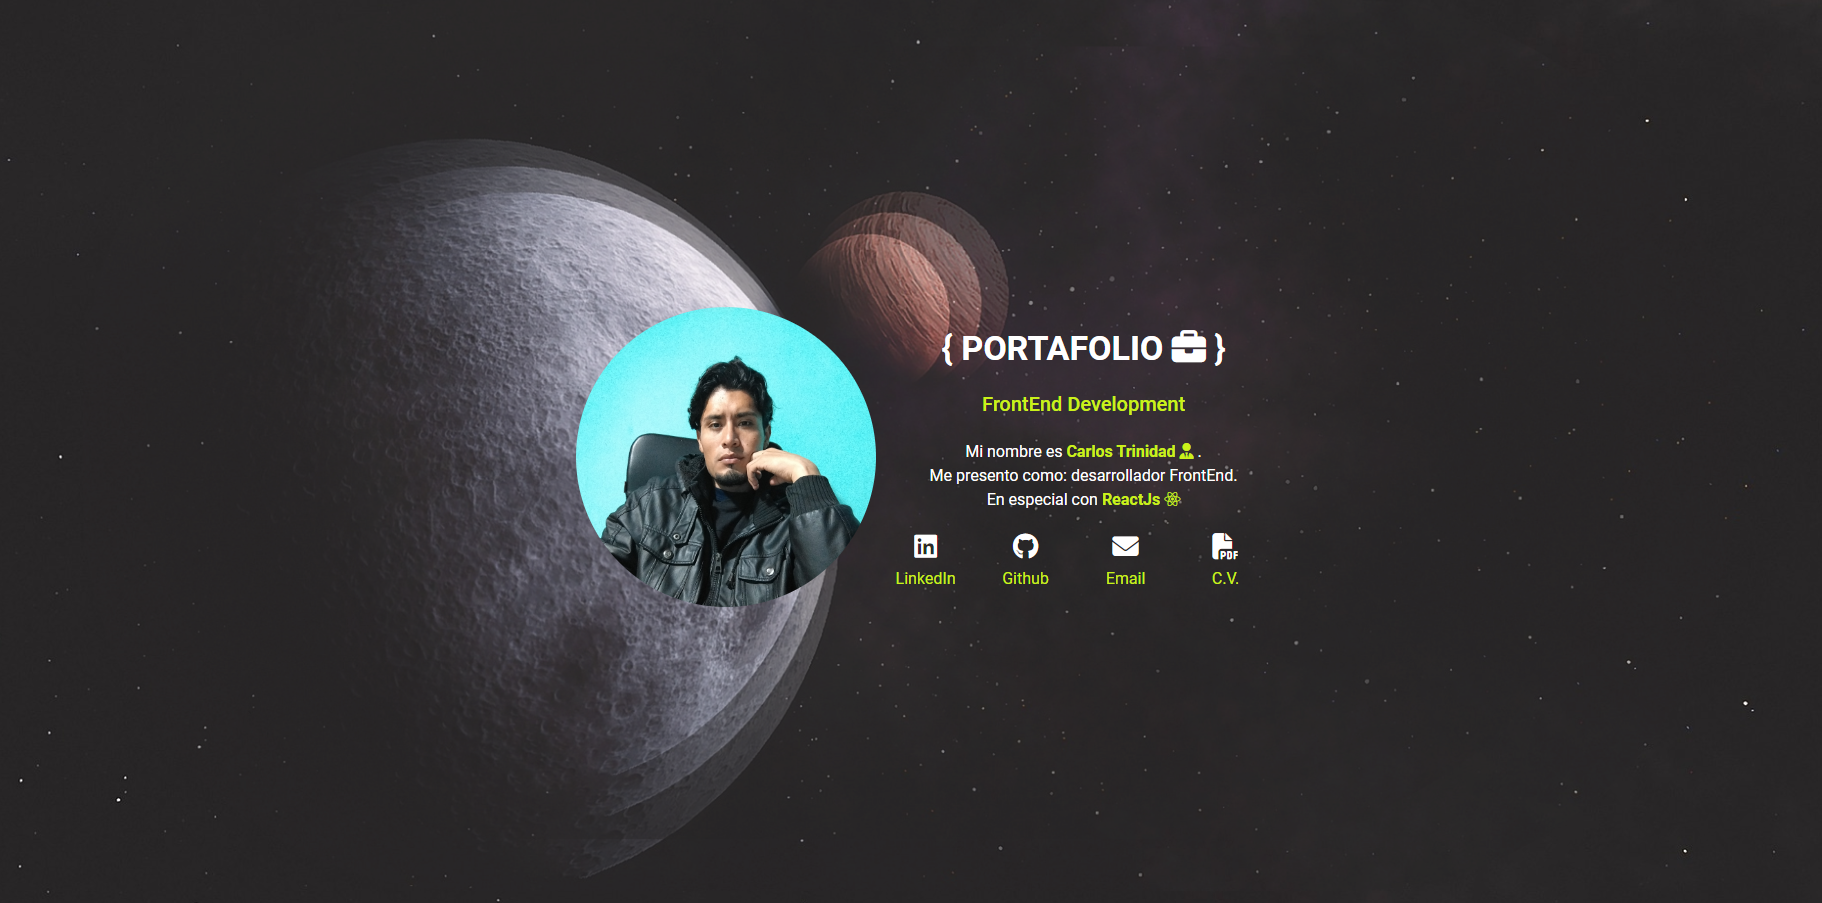 { PORTAFOLIO }
FrontEnd Development
Mi nombre es Carlos Trinidad .
Me presento como: desarrollador FrontEnd.
En especial con ReactJs
in
PDF
LinkedIn Github Email C.V.